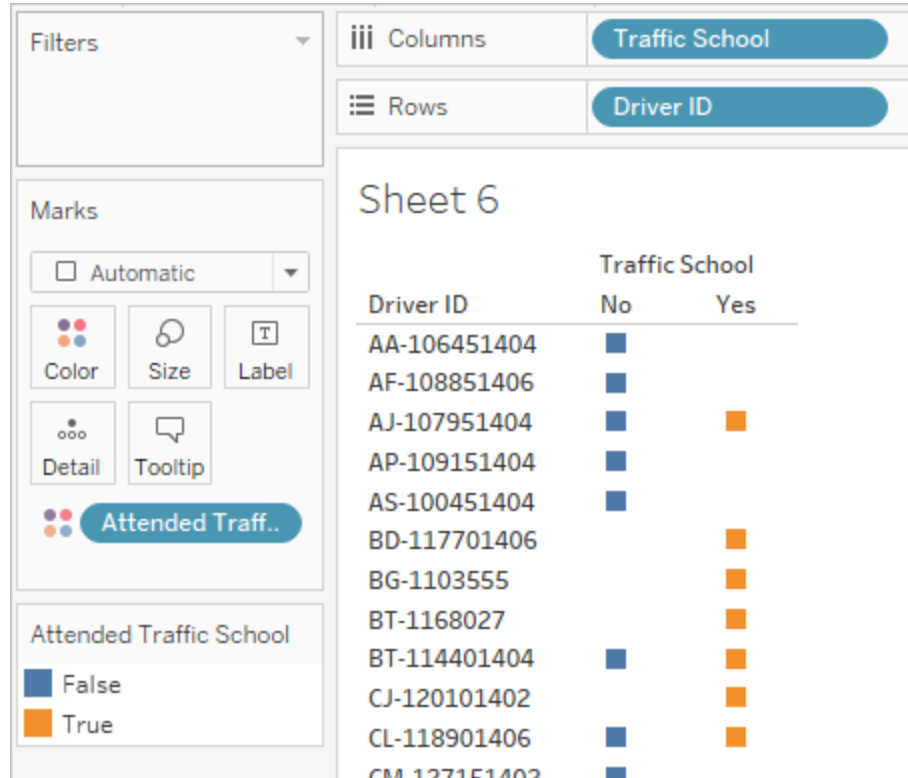 Filters
Columns Traffic School
Rows Driver ID
Marks
Automatic
Color Size Label
Detail Tooltip
Attended Traff..
Attended Traffic School
False
True
Sheet 6
Traffic School
Driver ID No Yes
AA-106451404
AF-108851406
AJ-107951404
AP-109151404
AS-100451404
BD-117701406
BG-1103555
BT-1168027
BT-114401404
CJ-120101402
CL-118901406